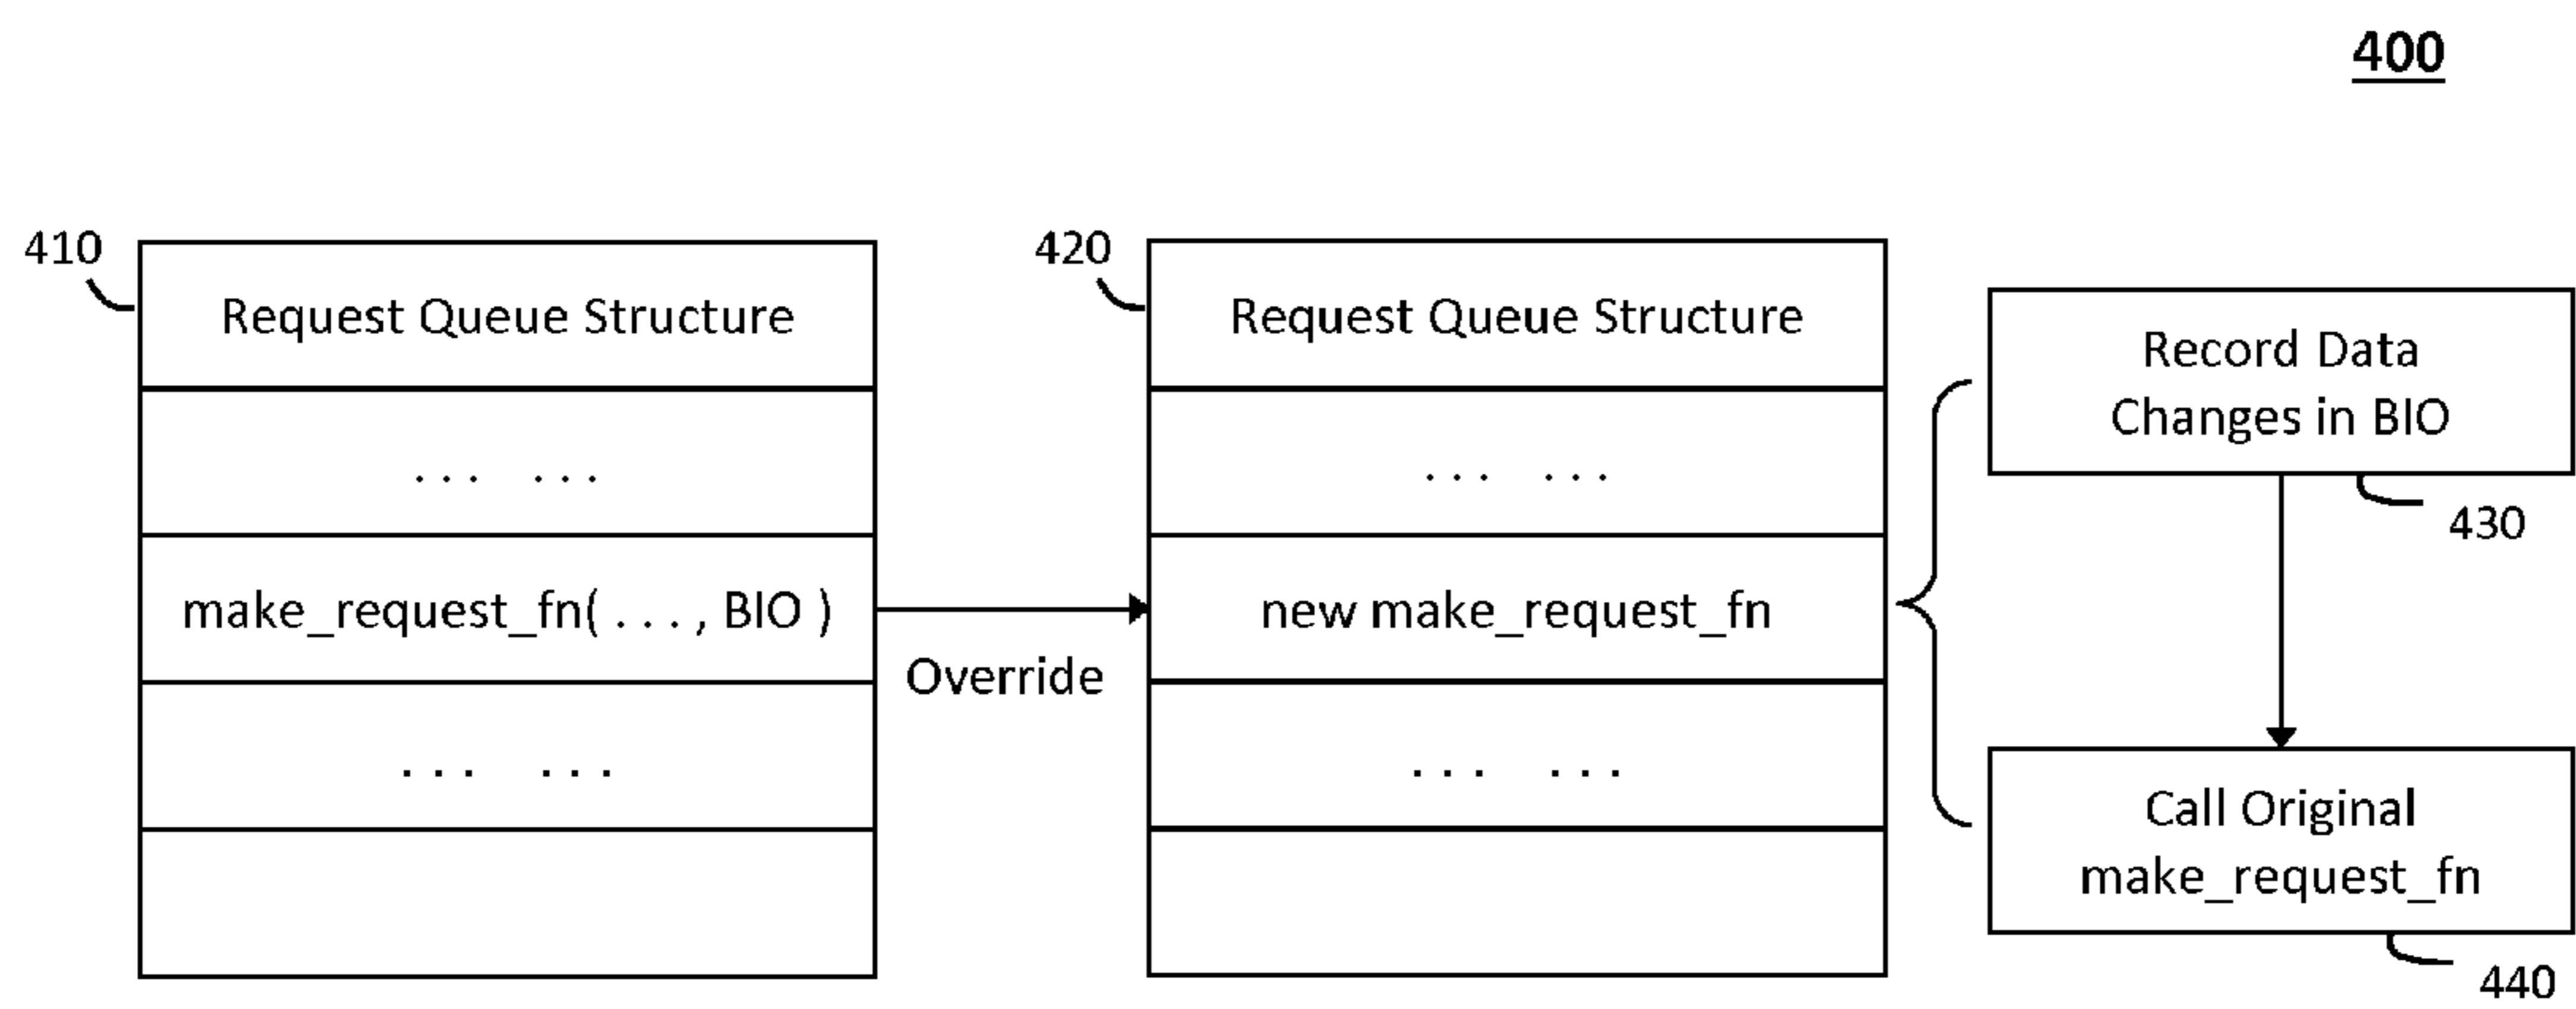 400
410
Request Queue Structure
... ...
make_request_fn( . . . , BIO )
... ...
Override
420
Request Queue Structure
... ...
new make_request_fn
... ...
Record Data
Changes in BIO
430
Call Original
make_request_fn
440